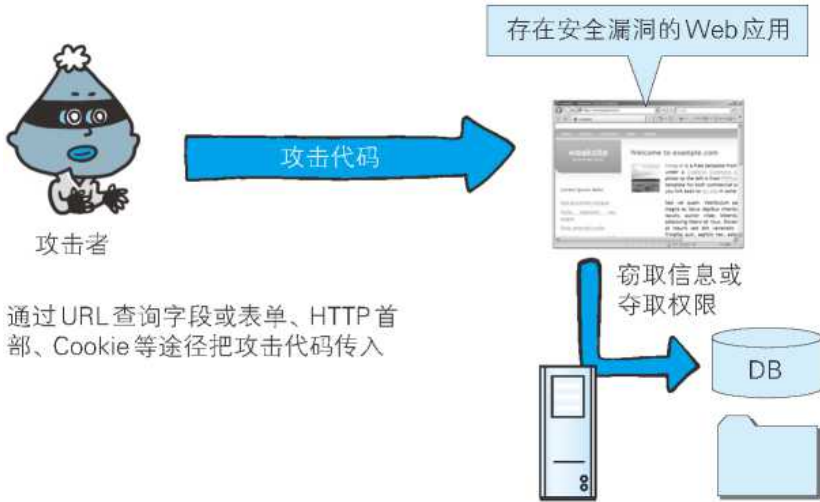 存在安全漏洞的Web应用
攻击代码
Welcome to example.com
攻击者
窃取信息或
夺取权限
通过URL查询字段或表单、HTTP首
部、Cookie等途径把攻击代码传入
DB